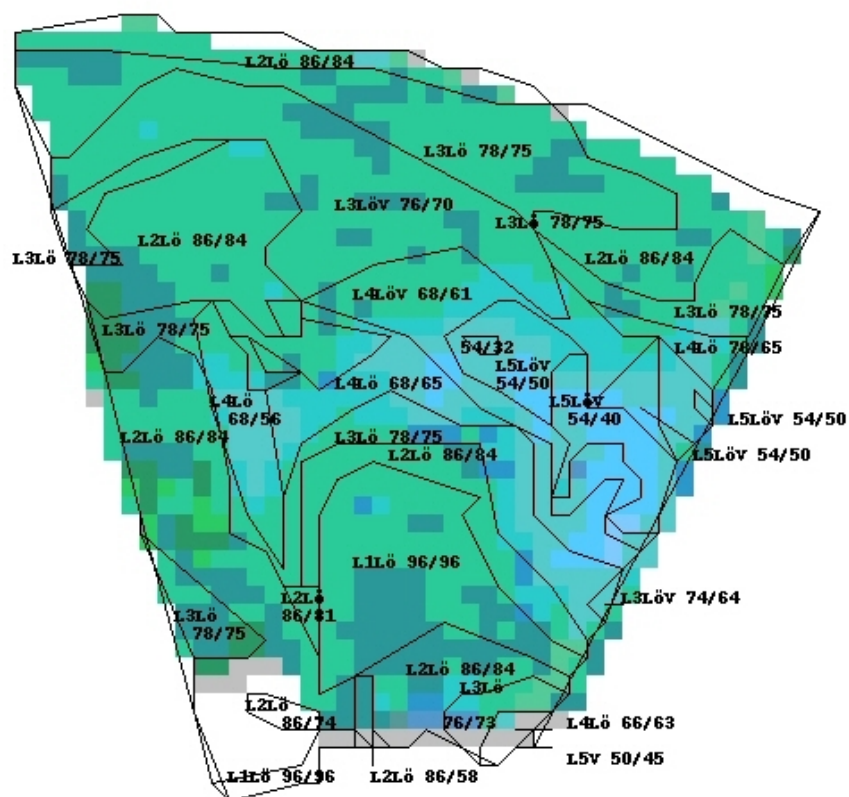 L2Lö 86/84
L3Lö 78/75
L3Löv 76/70
L3Lö 78/75
L2Lö 86/84
L3Lö 78/75
L2Lö 86/84
L4Löv 68/61
L3Lö 78/75
L3Lö 78/75
L4Lö 78/65
54/32
L5Löv
54/50
L4Lö 68/65
L4Lö
68/56
L5Löv
54/40
L5Löv 54/50
L2Lö 86/84
L3Lö 78/75
L2Lö 86/84
L5Löv 54/50
L1Lö 96/96
L2Lö
86/81
L3Löv 74/64
L3Lö
78/75
L2Lö 86/84
L3Lö
76/73
L2Lö
86/74
L4Lö 66/63
L5V 50/45
L1Lö 96/96
L2Lö 86/58